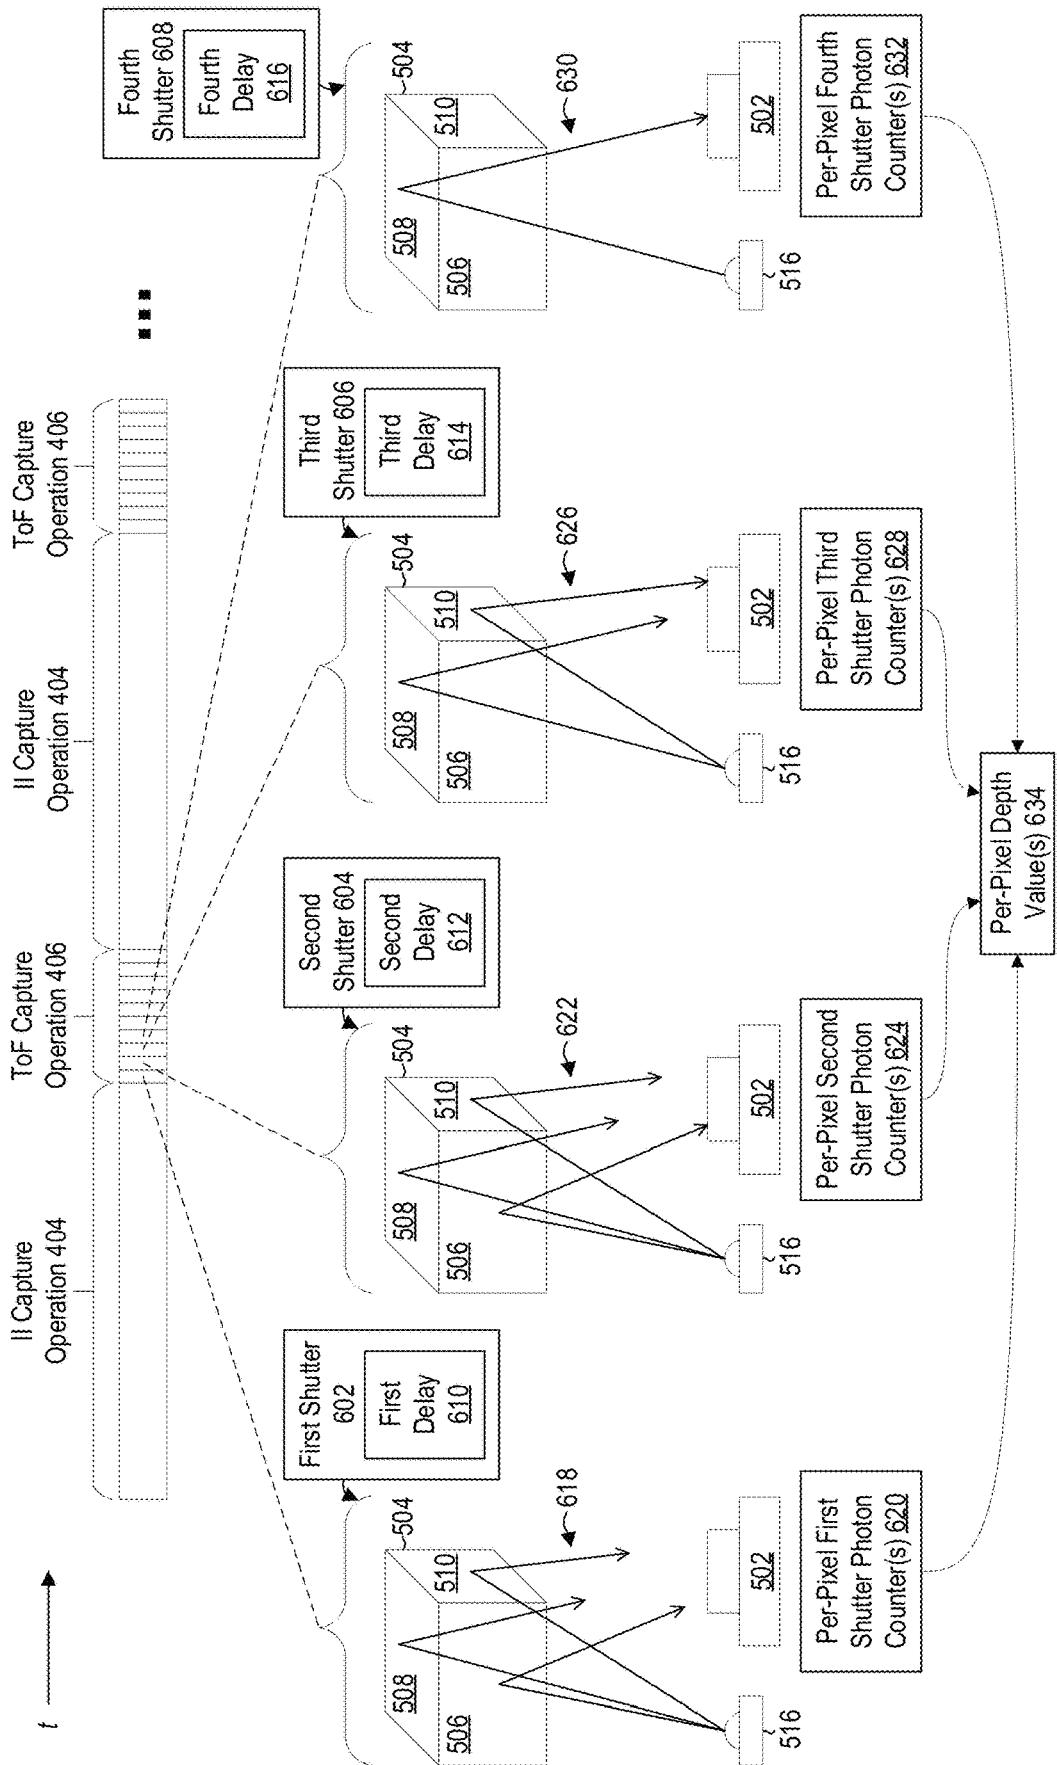 t
II Capture
Operation 404
ToF Capture
Operation 406
II Capture
Operation 404
ToF Capture
Operation 406
First Shutter
602
First
Delay
610
504
508
510
506
618
516
502
Per-Pixel First
Shutter Photon
Counter(s) 620
Second
Shutter 604
Second
Delay
612
504
508
510
506
622
516
502
Per-Pixel Second
Shutter Photon
Counter(s) 624
Third
Shutter 606
Third
Delay
614
504
508
510
506
626
516
502
Per-Pixel Third
Shutter Photon
Counter(s) 628
Fourth
Shutter 608
Fourth
Delay
616
504
508
510
506
630
516
502
Per-Pixel Fourth
Shutter Photon
Counter(s) 632
Per-Pixel Depth
Value(s) 634